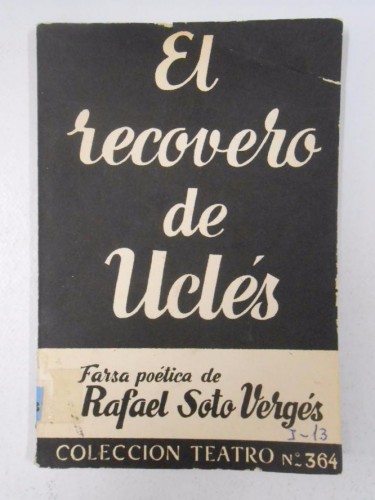 El
recovero
de
Uclés
Farsa poética de
Rafael Soto Vergés
I-13
COLECCION TEATRO N.º 364